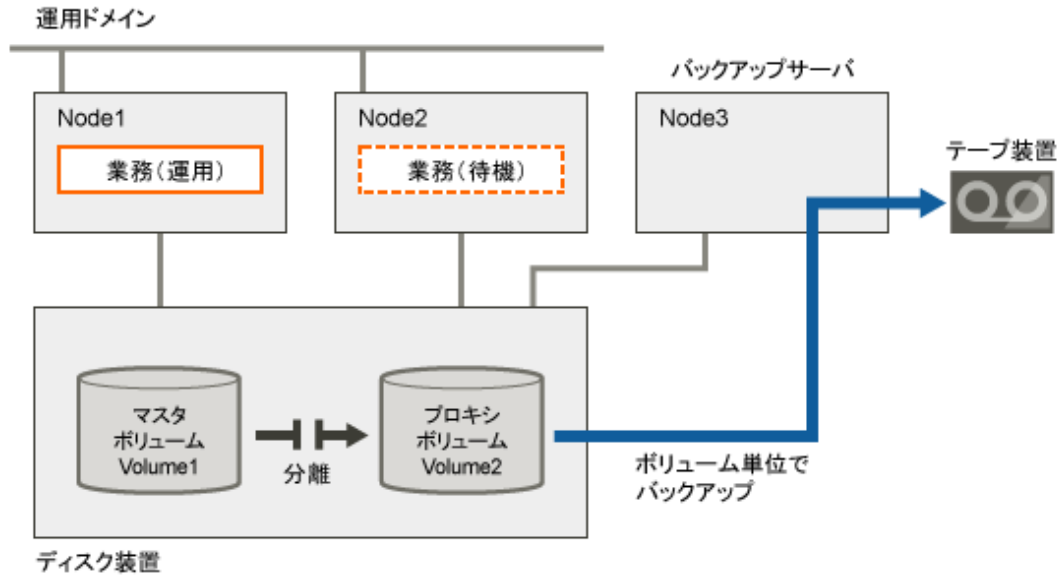 運用ドメイン
バックアップサーバ
Node1
業務(運用)
Node2
業務(待機)
Node3
テープ装置
マスタ
ボリューム
Volume1
分離
プロキシ
ボリューム
Volume2
ボリューム単位で
バックアップ
ディスク装置